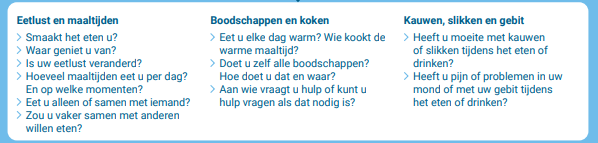 Eetlust en maaltijden
> Smaakt het eten u?
> Waar geniet u van?
> Is uw eetlust veranderd?
> Hoeveel maaltijden eet u per dag?
En op welke momenten?
> Eet u alleen of samen met iemand?
> Zou u vaker samen met anderen
willen eten?
Boodschappen en koken
> Eet u elke dag warm? Wie kookt de
warme maaltijd?
> Doet u zelf alle boodschappen?
Hoe doet u dat en waar?
> Aan wie vraagt u hulp of kunt u
hulp vragen als dat nodig is?
Kauwen, slikken en gebit
> Heeft u moeite met kauwen
of slikken tijdens het eten of
drinken?
> Heeft u pijn of problemen in uw
mond of met uw gebit tijdens
het eten of drinken?